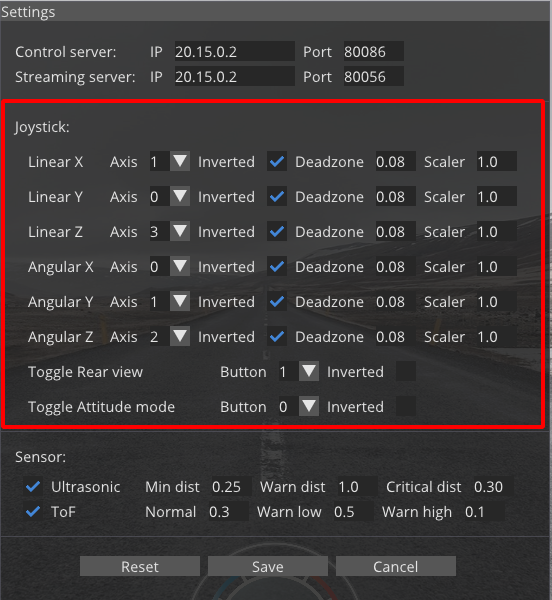 Settings
Control server: IP 20.15.0.2 Port 80086
Streaming server: IP 20.15.0.2 Port 80056
Joystick:
Linear X Axis 1 Inverted Deadzone 0.08 Scaler 1.0
Linear Y Axis 0 Inverted Deadzone 0.08 Scaler 1.0
Linear Z Axis 3 Inverted Deadzone 0.08 Scaler 1.0
Angular X Axis 0 Inverted Deadzone 0.08 Scaler 1.0
Angular Y Axis 1 Inverted Deadzone 0.08 Scaler 1.0
Angular Z Axis 2 Inverted Deadzone 0.08 Scaler 1.0
Toggle Rear view Button 1 Inverted
Toggle Attitude mode Button 0 Inverted
Sensor:
Ultrasonic Min dist 0.25 Warn dist 1.0 Critical dist 0.30
ToF Normal 0.3 Warn low 0.5 Warn high 0.1
Reset Save Cancel